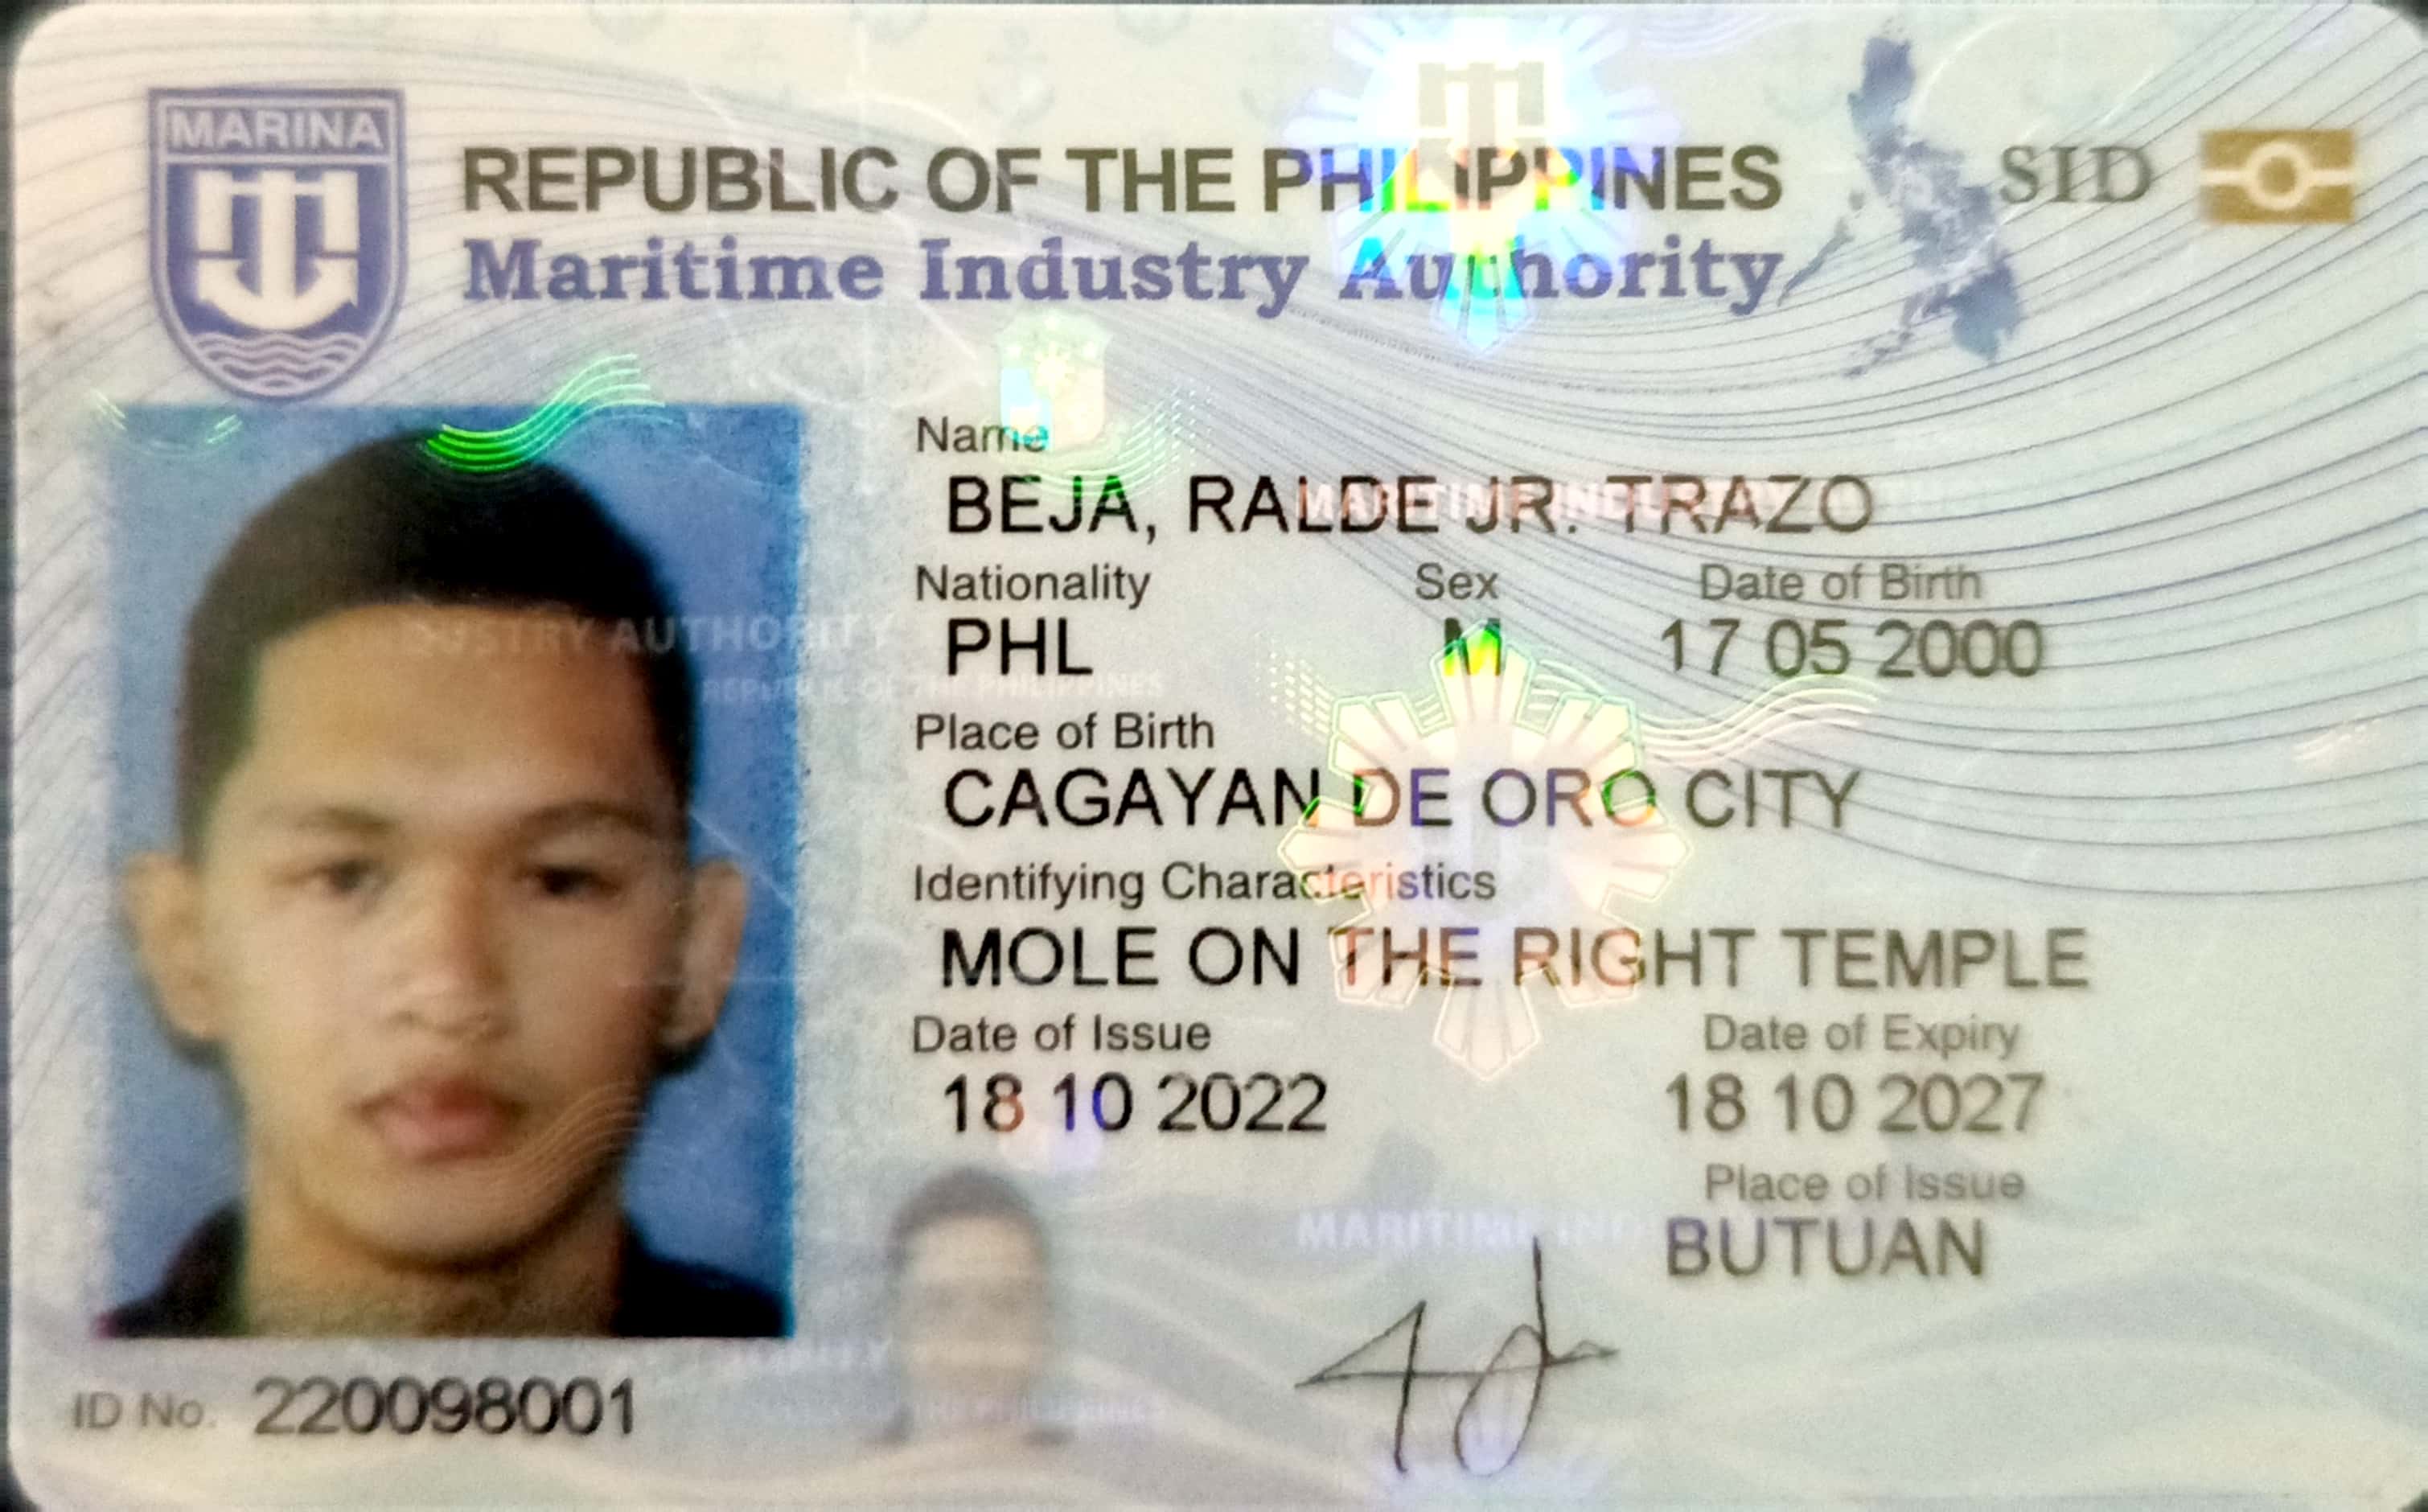 MARINA
REPUBLIC OF THE PHILIPPINES
SID
Maritime Industry Authority
Name
BEJA, RALDE JR. TRAZO
Nationality Sex Date of Birth
PHL M 17 05 2000
Place of Birth
CAGAYAN DE ORO CITY
Identifying Characteristics
MOLE ON THE RIGHT TEMPLE
Date of Issue Date of Expiry
18 10 2022 18 10 2027
Place of Issue
BUTUAN
ID No. 220098001